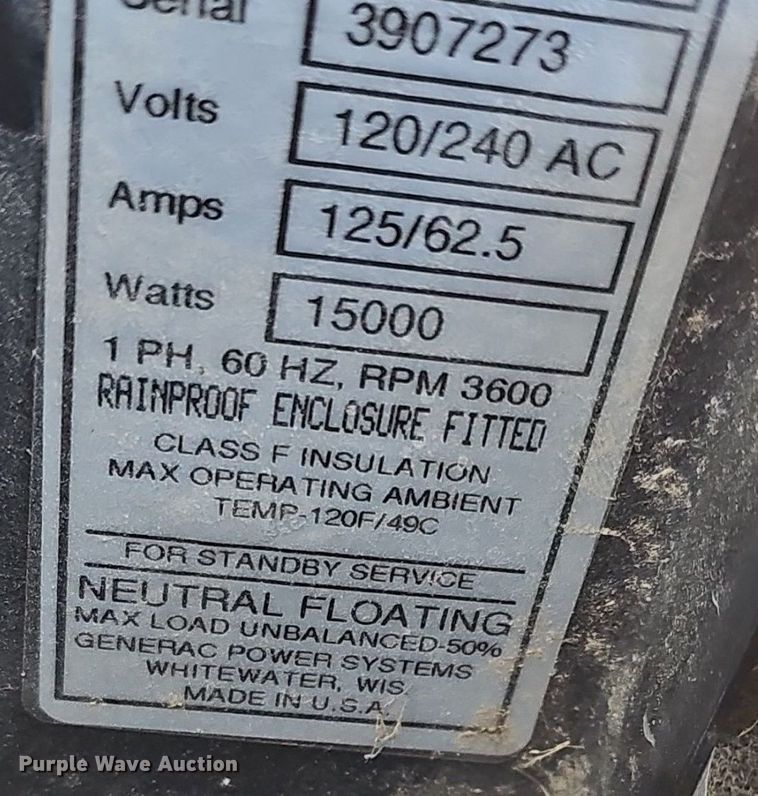 Serial 3907273
Volts 120/240 AC
Amps 125/62.5
Watts 15000
1 PH, 60 HZ, RPM 3600
RAINPROOF ENCLOSURE FITTED
CLASS F INSULATION
MAX OPERATING AMBIENT
TEMP-120F/49C
FOR STANDBY SERVICE
NEUTRAL FLOATING
MAX LOAD UNBALANCED-50%
GENERAC POWER SYSTEMS
WHITEWATER, WIS.
MADE IN U.S.A.
Purple Wave Auction